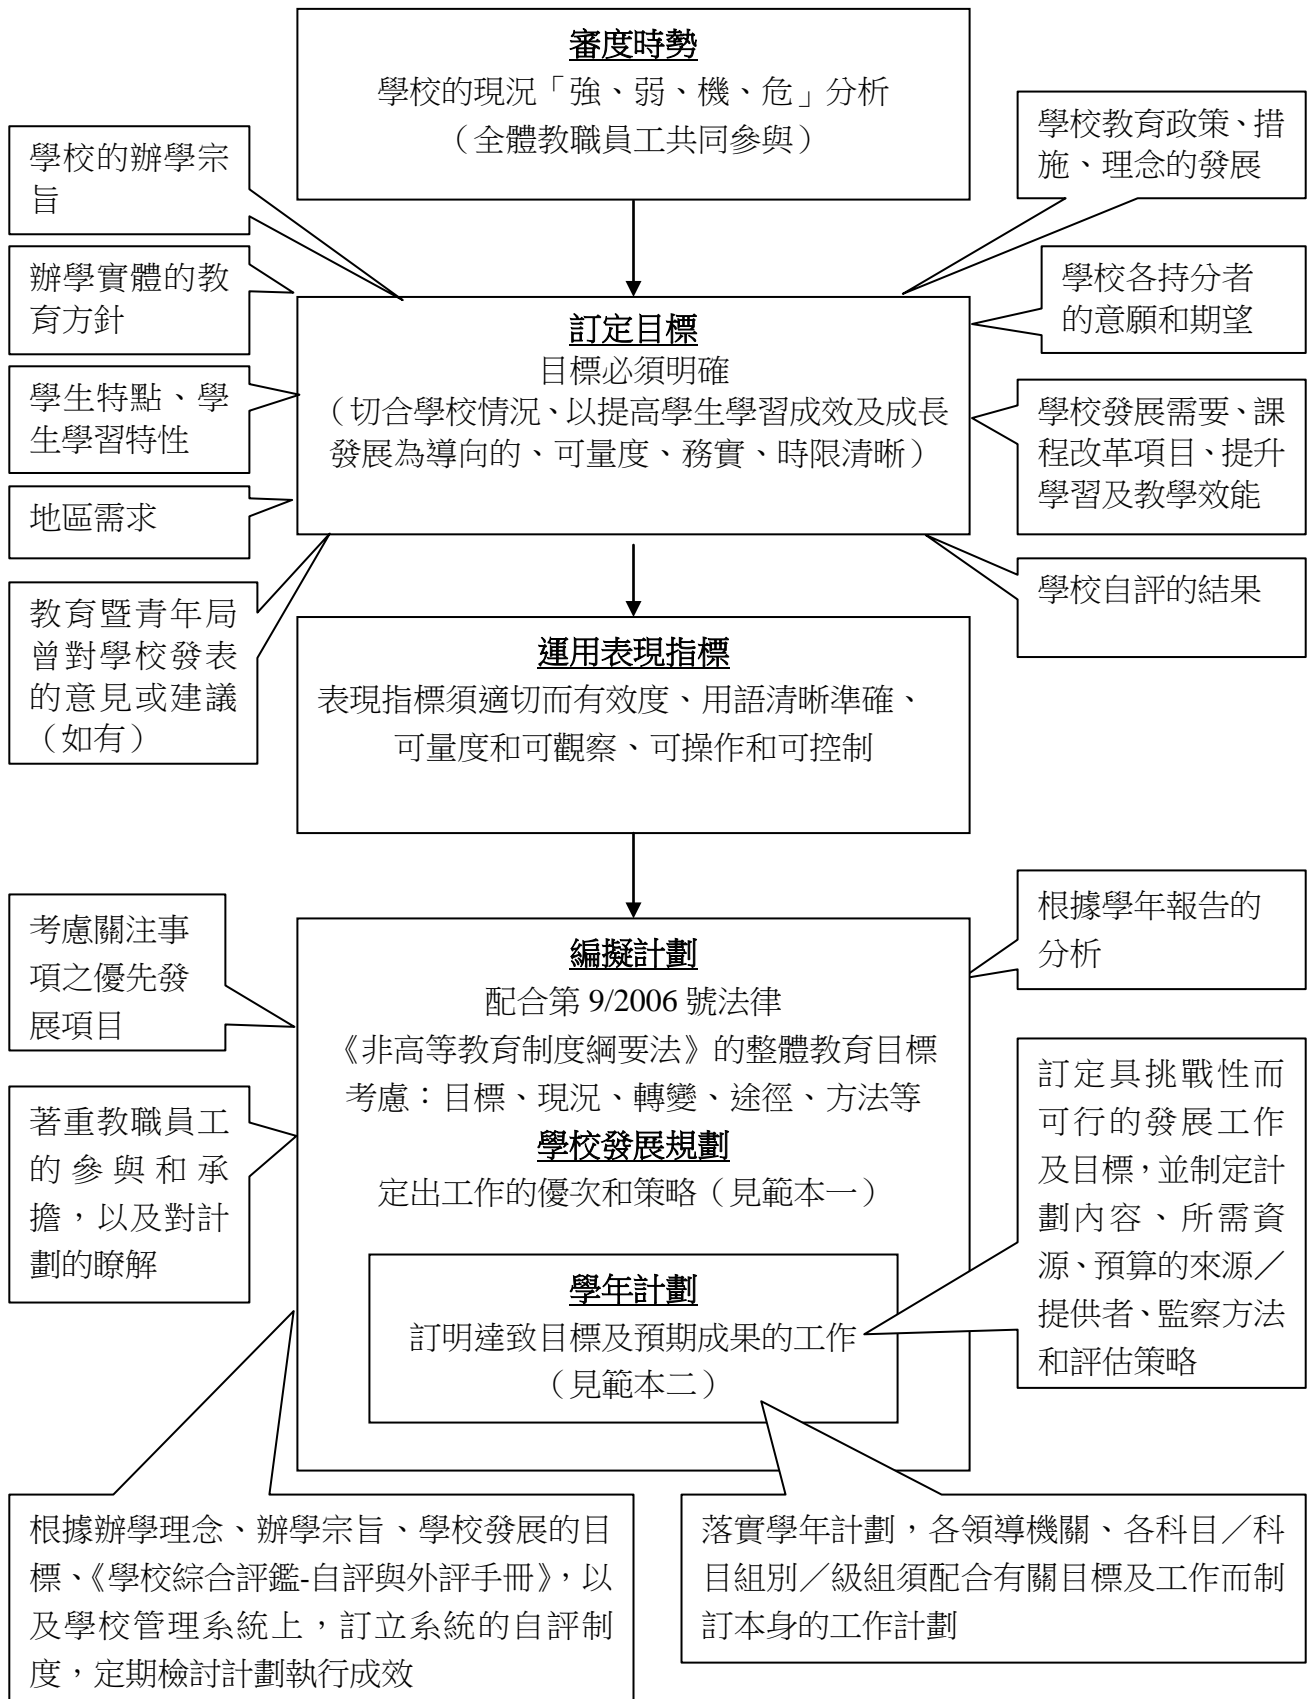 審度時勢
學校的現況「強、弱、機、危」分析
（全體教職員工共同參與）
學校的辦學宗
旨
學校教育政策、措
施、理念的發展
辦學實體的教
育方針
學校各持分者
的意願和期望
訂定目標
目標必須明確
（切合學校情況、以提高學生學習成效及成長
發展為導向的、可量度、務實、時限清晰）
學生特點、學
生學習特性
學校發展需要、課
程改革項目、提升
學習及教學效能
地區需求
學校自評的結果
教育暨青年局
曾對學校發表
的意見或建議
（如有）
運用表現指標
表現指標須適切而有效度、用語清晰準確、
可量度和可觀察、可操作和可控制
考慮關注事
項之優先發
展項目
根據學年報告的
分析
編擬計劃
配合第 9/2006 號法律
《非高等教育制度綱要法》的整體教育目標
考慮：目標、現況、轉變、途徑、方法等
學校發展規劃
定出工作的優次和策略（見範本一）
著重教職員工
的參與和承
擔，以及對計
劃的瞭解
訂定具挑戰性而
可行的發展工作
及目標，並制定計
劃內容、所需資
源、預算的來源／
提供者、監察方法
和評估策略
學年計劃
訂明達致目標及預期成果的工作
（見範本二）
根據辦學理念、辦學宗旨、學校發展的目
標、《學校綜合評鑑-自評與外評手冊》，以
及學校管理系統上，訂立系統的自評制
度，定期檢討計劃執行成效
落實學年計劃，各領導機關、各科目／科
目組別／級組須配合有關目標及工作而制
訂本身的工作計劃